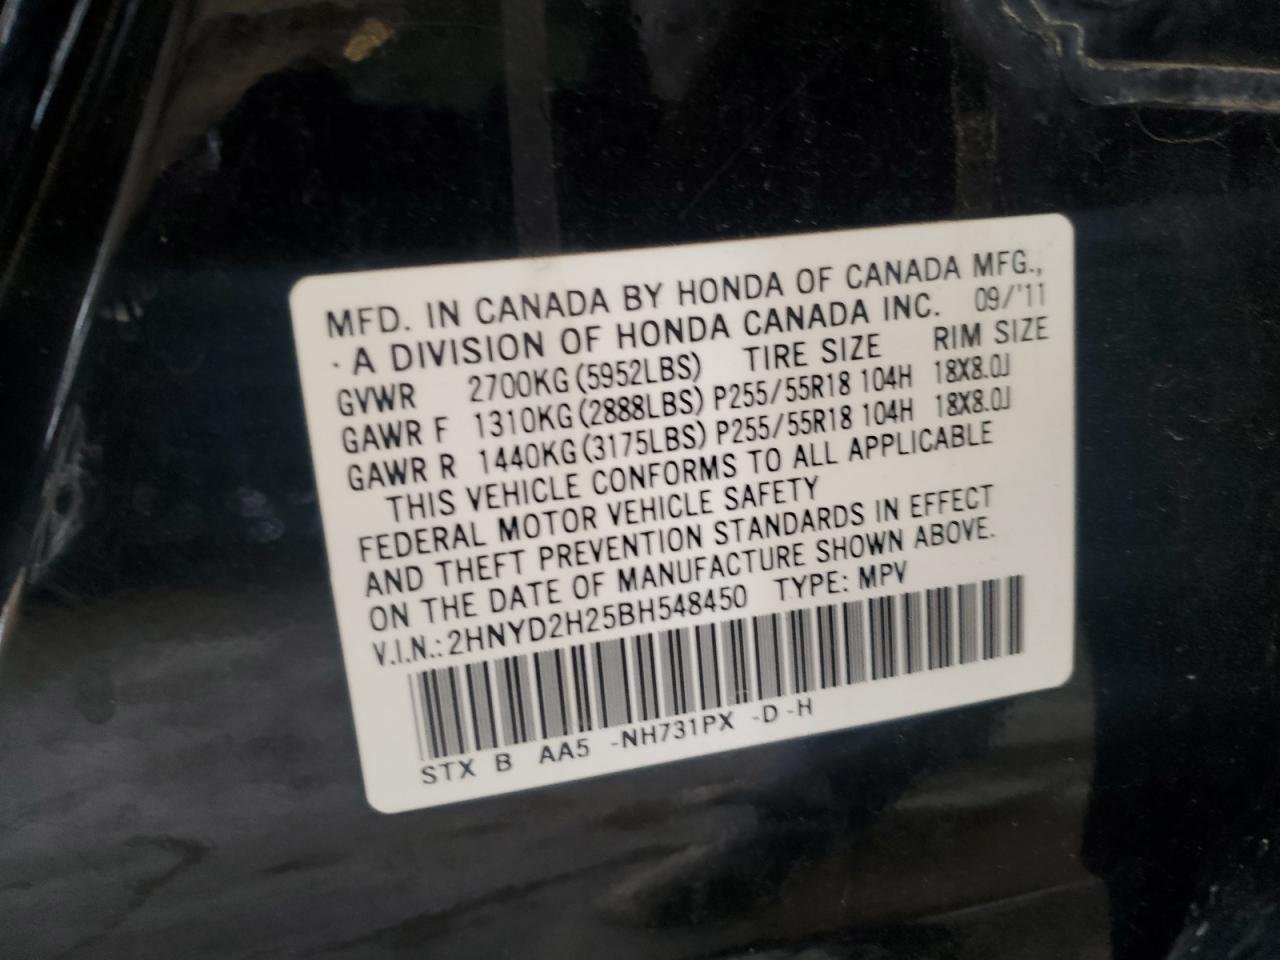 MFD. IN CANADA BY HONDA OF CANADA MFG.,
· A DIVISION OF HONDA CANADA INC. 09/'11
GVWR 2700KG (5952LBS) TIRE SIZE RIM SIZE
GAWR F 1310KG (2888LBS) P255/55R18 104H 18X8.0J
GAWR R 1440KG (3175LBS) P255/55R18 104H 18X8.0J
THIS VEHICLE CONFORMS TO ALL APPLICABLE
FEDERAL MOTOR VEHICLE SAFETY
AND THEFT PREVENTION STANDARDS IN EFFECT
ON THE DATE OF MANUFACTURE SHOWN ABOVE.
V.I.N.: 2HNYD2H25BH548450 TYPE: MPV
STX B AA5 -NH731PX -D -H